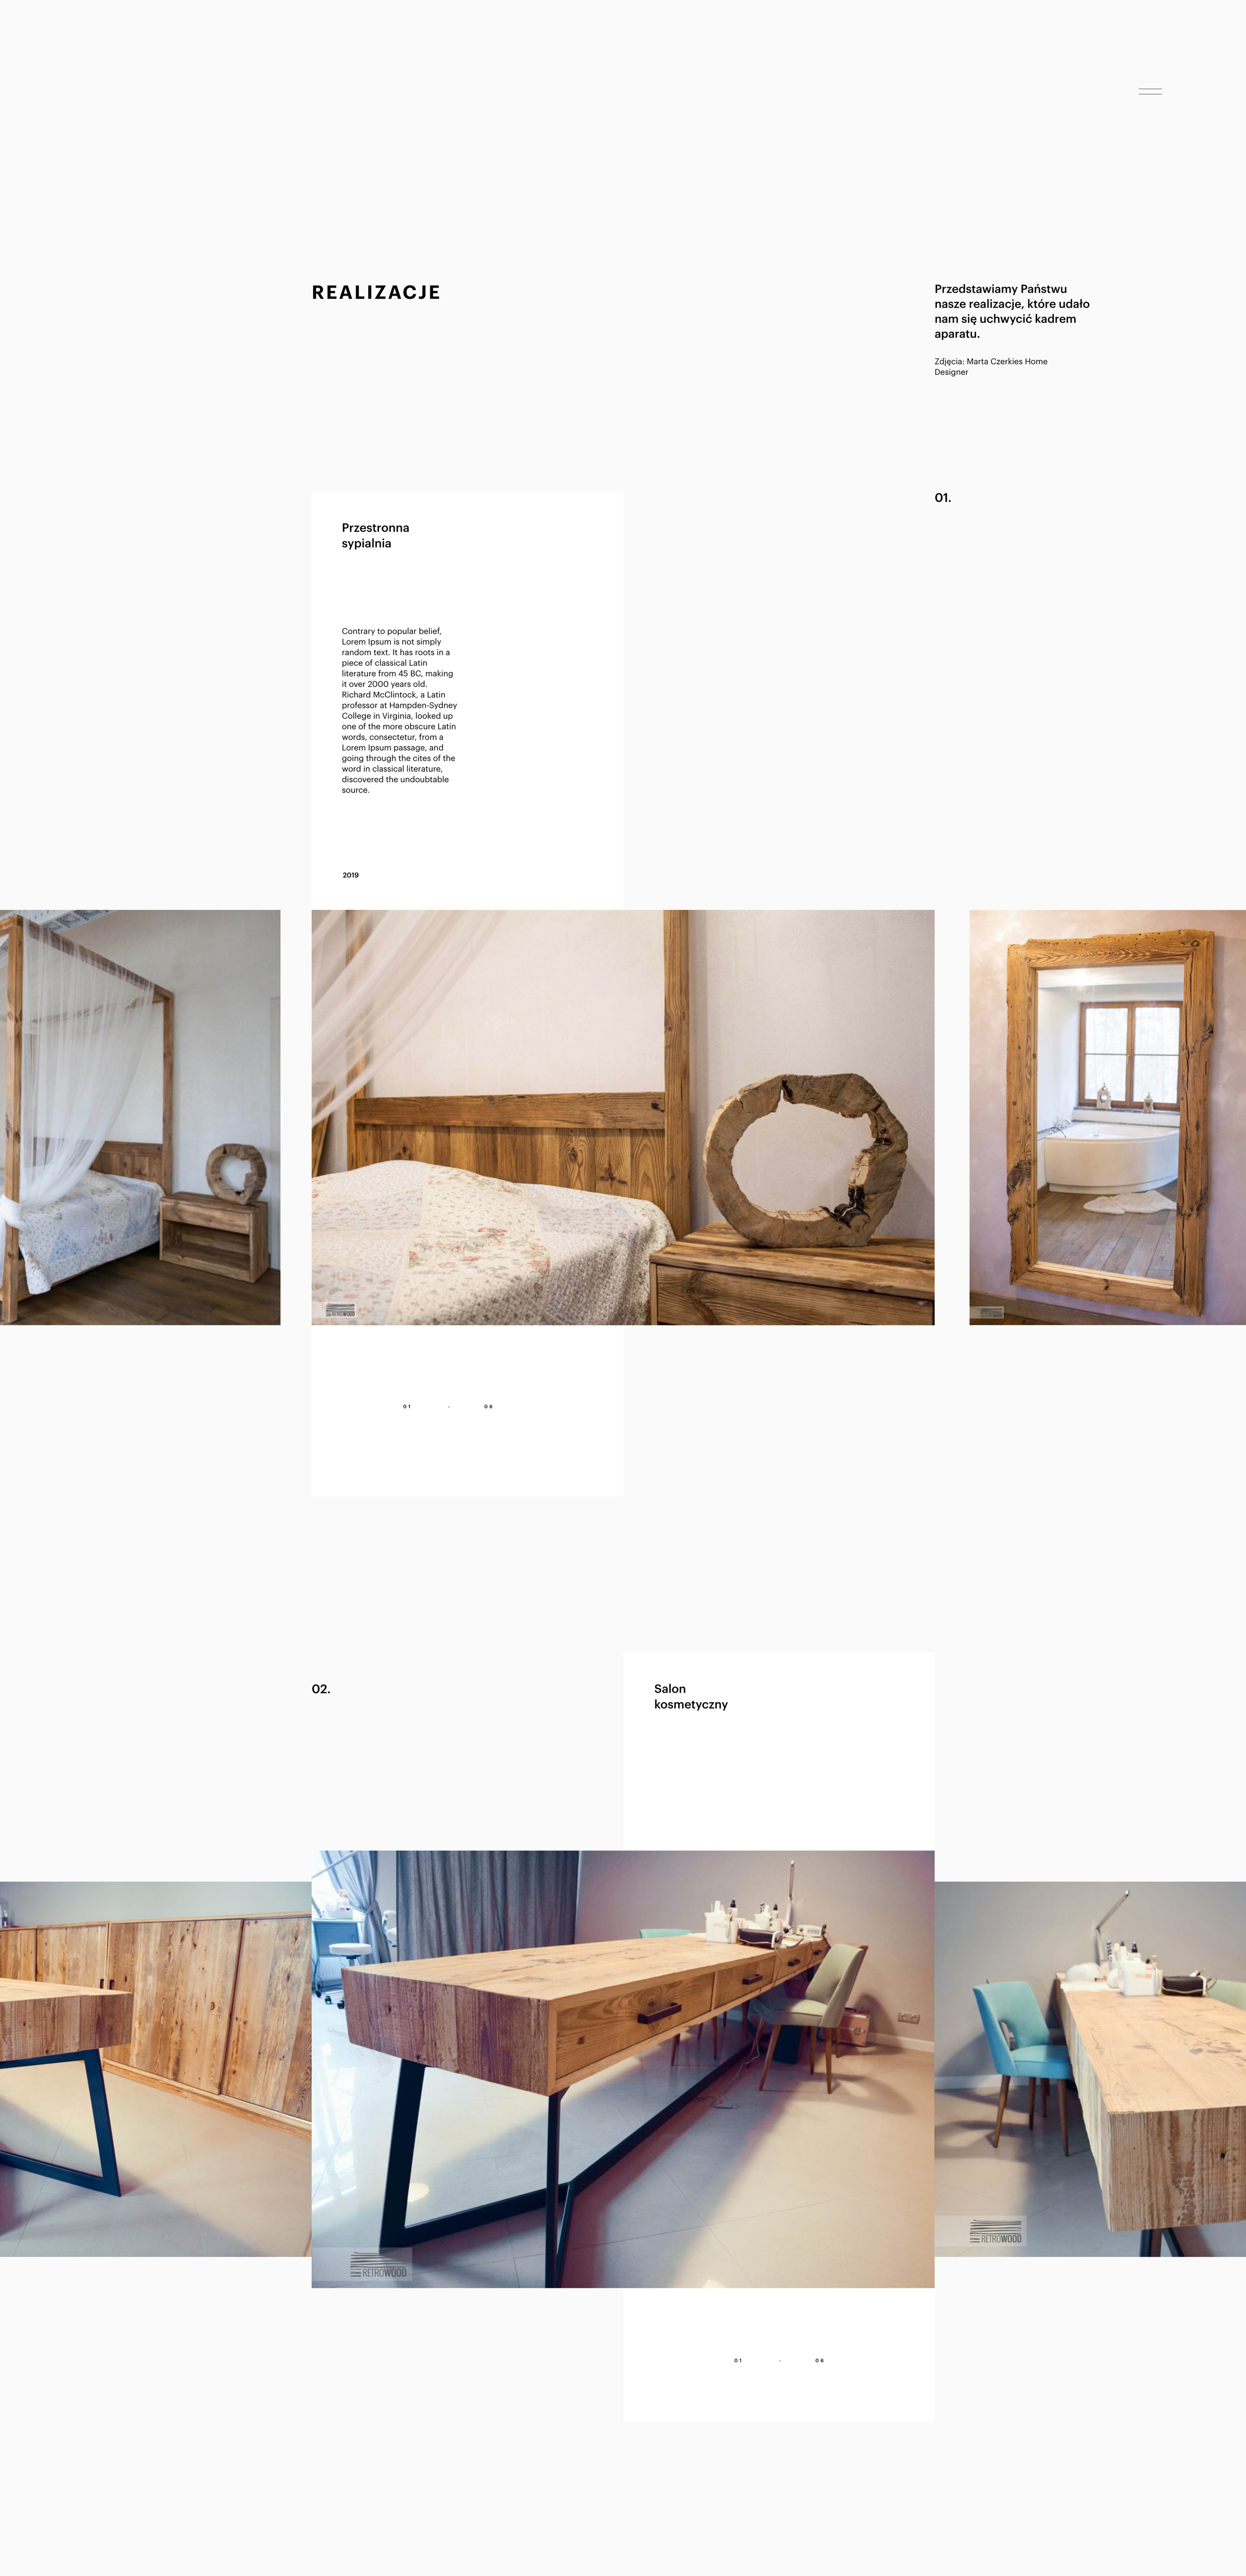 REALIZACJE
Przedstawiamy Państwu
nasze realizacje, które udało
nam się uchwycić kadrem
aparatu.
Zdjęcia: Marta Czerkies Home
Designer
01.
Przestronna
sypialnia
Contrary to popular belief,
Lorem Ipsum is not simply
random text. It has roots in a
piece of classical Latin
literature from 45 BC, making
it over 2000 years old.
Richard McClintock, a Latin
professor at Hampden-Sydney
College in Virginia, looked up
one of the more obscure Latin
words, consectetur, from a
Lorem Ipsum passage, and
going through the cites of the
word in classical literature,
discovered the undoubtable
source.
2019
RETROWOOD
01 - 06
02.
Salon
kosmetyczny
RETROWOOD
RETROWOOD
01 - 06